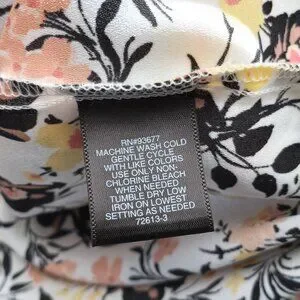 RN#93677
MACHINE WASH COLD
GENTLE CYCLE
WITH LIKE COLORS
USE ONLY NON-
CHLORINE BLEACH
WHEN NEEDED
TUMBLE DRY LOW
IRON ON LOWEST
SETTING AS NEEDED
72613-3